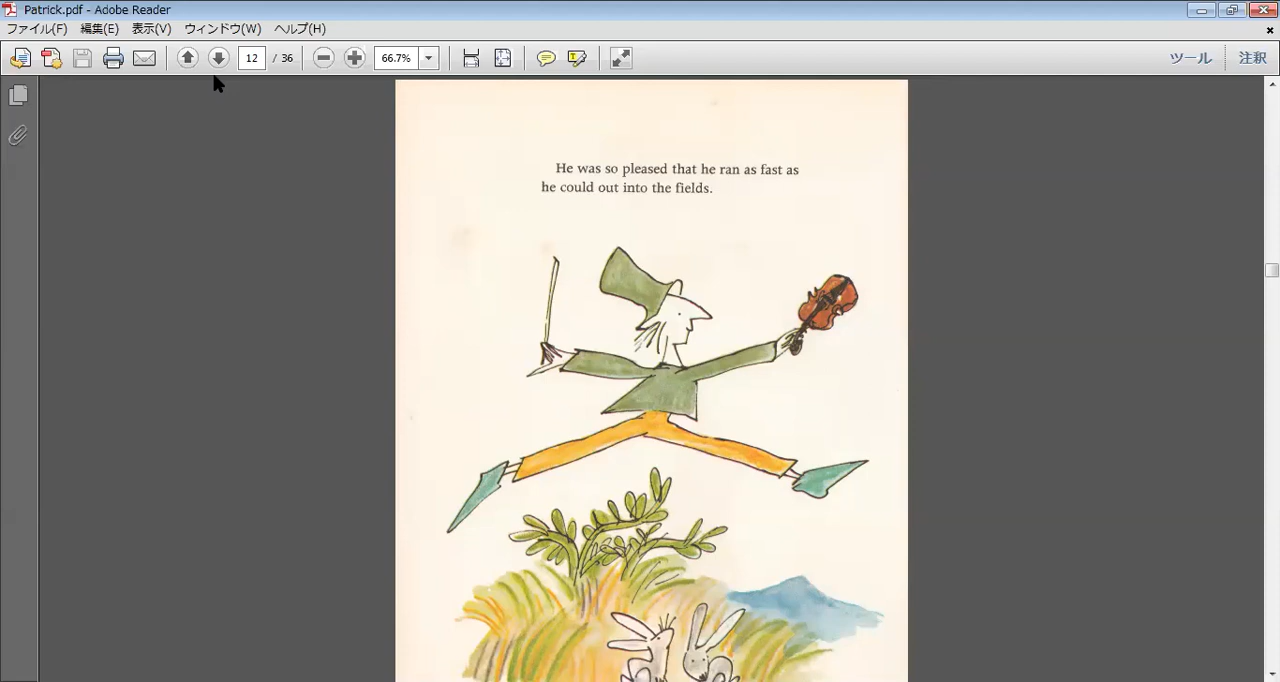 Patrick.pdf - Adobe Reader
ファイル(F) 編集(E) 表示(V) ウィンドウ(W) ヘルプ(H)
12 / 36 66.7% ツール 注釈
He was so pleased that he ran as fast as
he could out into the fields.